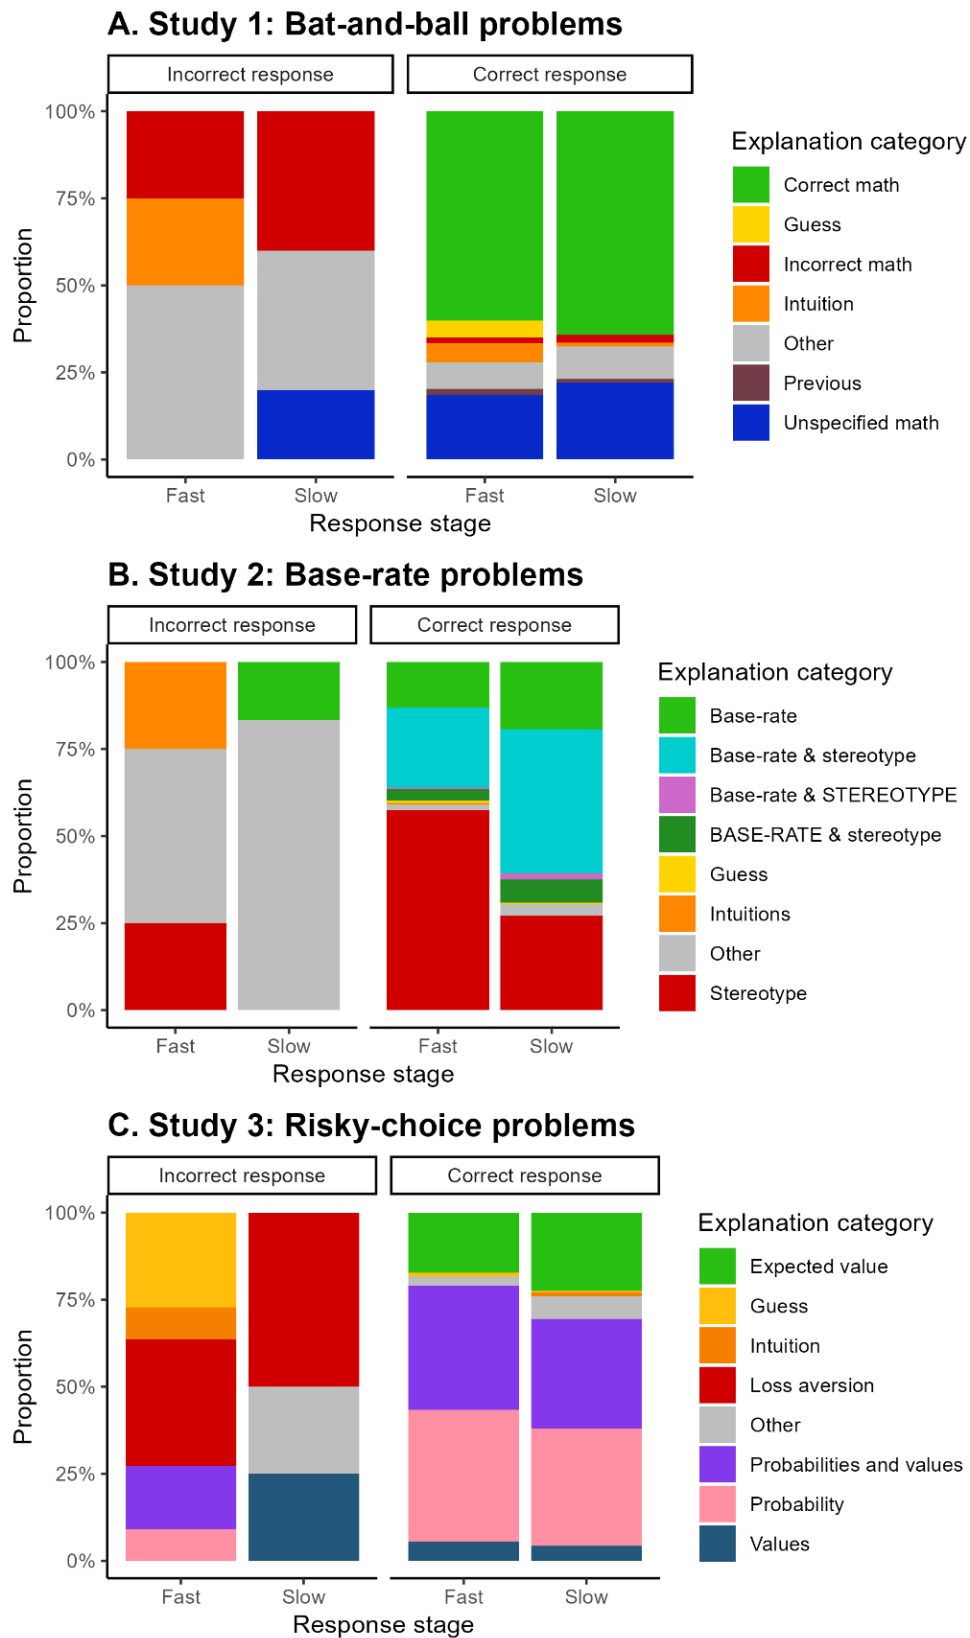 A. Study 1: Bat-and-ball problems
Incorrect response
Correct response
100%
75%
50%
25%
0%
Proportion
Fast
Slow
Fast
Slow
Response stage
Explanation category
Correct math
Guess
Incorrect math
Intuition
Other
Previous
Unspecified math
B. Study 2: Base-rate problems
Incorrect response
Correct response
100%
75%
50%
25%
0%
Proportion
Fast
Slow
Fast
Slow
Response stage
Explanation category
Base-rate
Base-rate & stereotype
Base-rate & STEREOTYPE
BASE-RATE & stereotype
Guess
Intuitions
Other
Stereotype
C. Study 3: Risky-choice problems
Incorrect response
Correct response
100%
75%
50%
25%
0%
Proportion
Fast
Slow
Fast
Slow
Response stage
Explanation category
Expected value
Guess
Intuition
Loss aversion
Other
Probabilities and values
Probability
Values